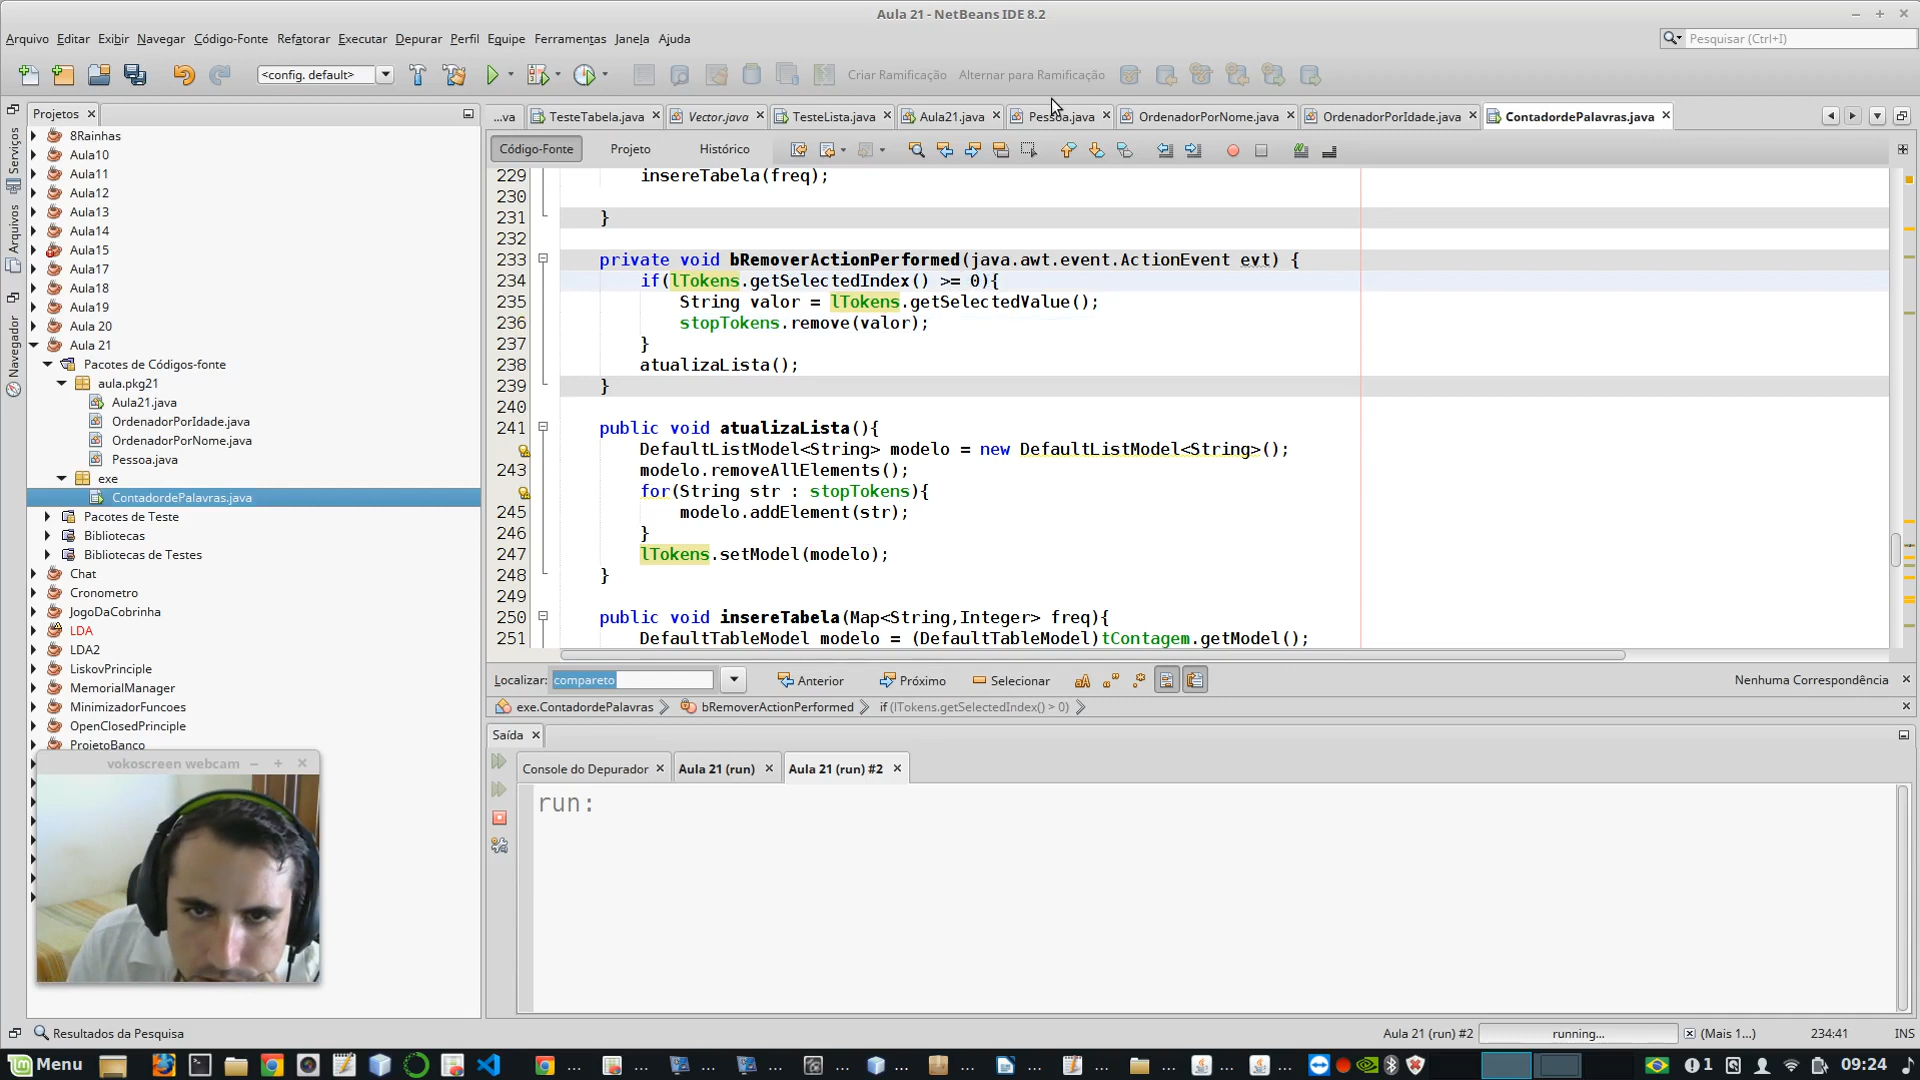 Aula 21 - NetBeans IDE 8.2
Arquivo Editar Exibir Navegar Código-Fonte Refatorar Executar Depurar Perfil Equipe Ferramentas Janela Ajuda
Pesquisar (Ctrl+I)
<config. default>
Criar Ramificação Alternar para Ramificação
Projetos
...va TesteTabela.java Vector.java TesteLista.java Aula21.java Pessoa.java OrdenadorPorNome.java OrdenadorPorIdade.java ContadordePalavras.java
Código-Fonte Projeto Histórico
Serviços
Arquivos
Navegador
8Rainhas
Aula10
Aula11
Aula12
Aula13
Aula14
Aula15
Aula17
Aula18
Aula19
Aula 20
Aula 21
Pacotes de Códigos-fonte
aula.pkg21
Aula21.java
OrdenadorPorIdade.java
OrdenadorPorNome.java
Pessoa.java
exe
ContadordePalavras.java
Pacotes de Teste
Bibliotecas
Bibliotecas de Testes
Chat
Cronometro
JogoDaCobrinha
LDA
LDA2
LiskovPrinciple
MemorialManager
MinimizadorFuncoes
OpenClosedPrinciple
ProjetoBanco
229 insereTabela(freq);
230
231 }
232
233 private void bRemoverActionPerformed(java.awt.event.ActionEvent evt) {
234 if(lTokens.getSelectedIndex() >= 0){
235 String valor = lTokens.getSelectedValue();
236 stopTokens.remove(valor);
237 }
238 atualizaLista();
239 }
240
241 public void atualizaLista(){
DefaultListModel<String> modelo = new DefaultListModel<String>();
243 modelo.removeAllElements();
for(String str : stopTokens){
245 modelo.addElement(str);
246 }
247 lTokens.setModel(modelo);
248 }
249
250 public void insereTabela(Map<String,Integer> freq){
251 DefaultTableModel modelo = (DefaultTableModel)tContagem.getModel();
Localizar: compareto Anterior Próximo Selecionar Nenhuma Correspondência
exe.ContadordePalavras bRemoverActionPerformed if (lTokens.getSelectedIndex() > 0)
Saída
Console do Depurador Aula 21 (run) Aula 21 (run) #2
run:
vokoscreen webcam
Resultados da Pesquisa
Aula 21 (run) #2 running... (Mais 1...) 234:41 INS
Menu ... ... ... ... ... ... ... ... ... ... ... ... ... 1 09:24